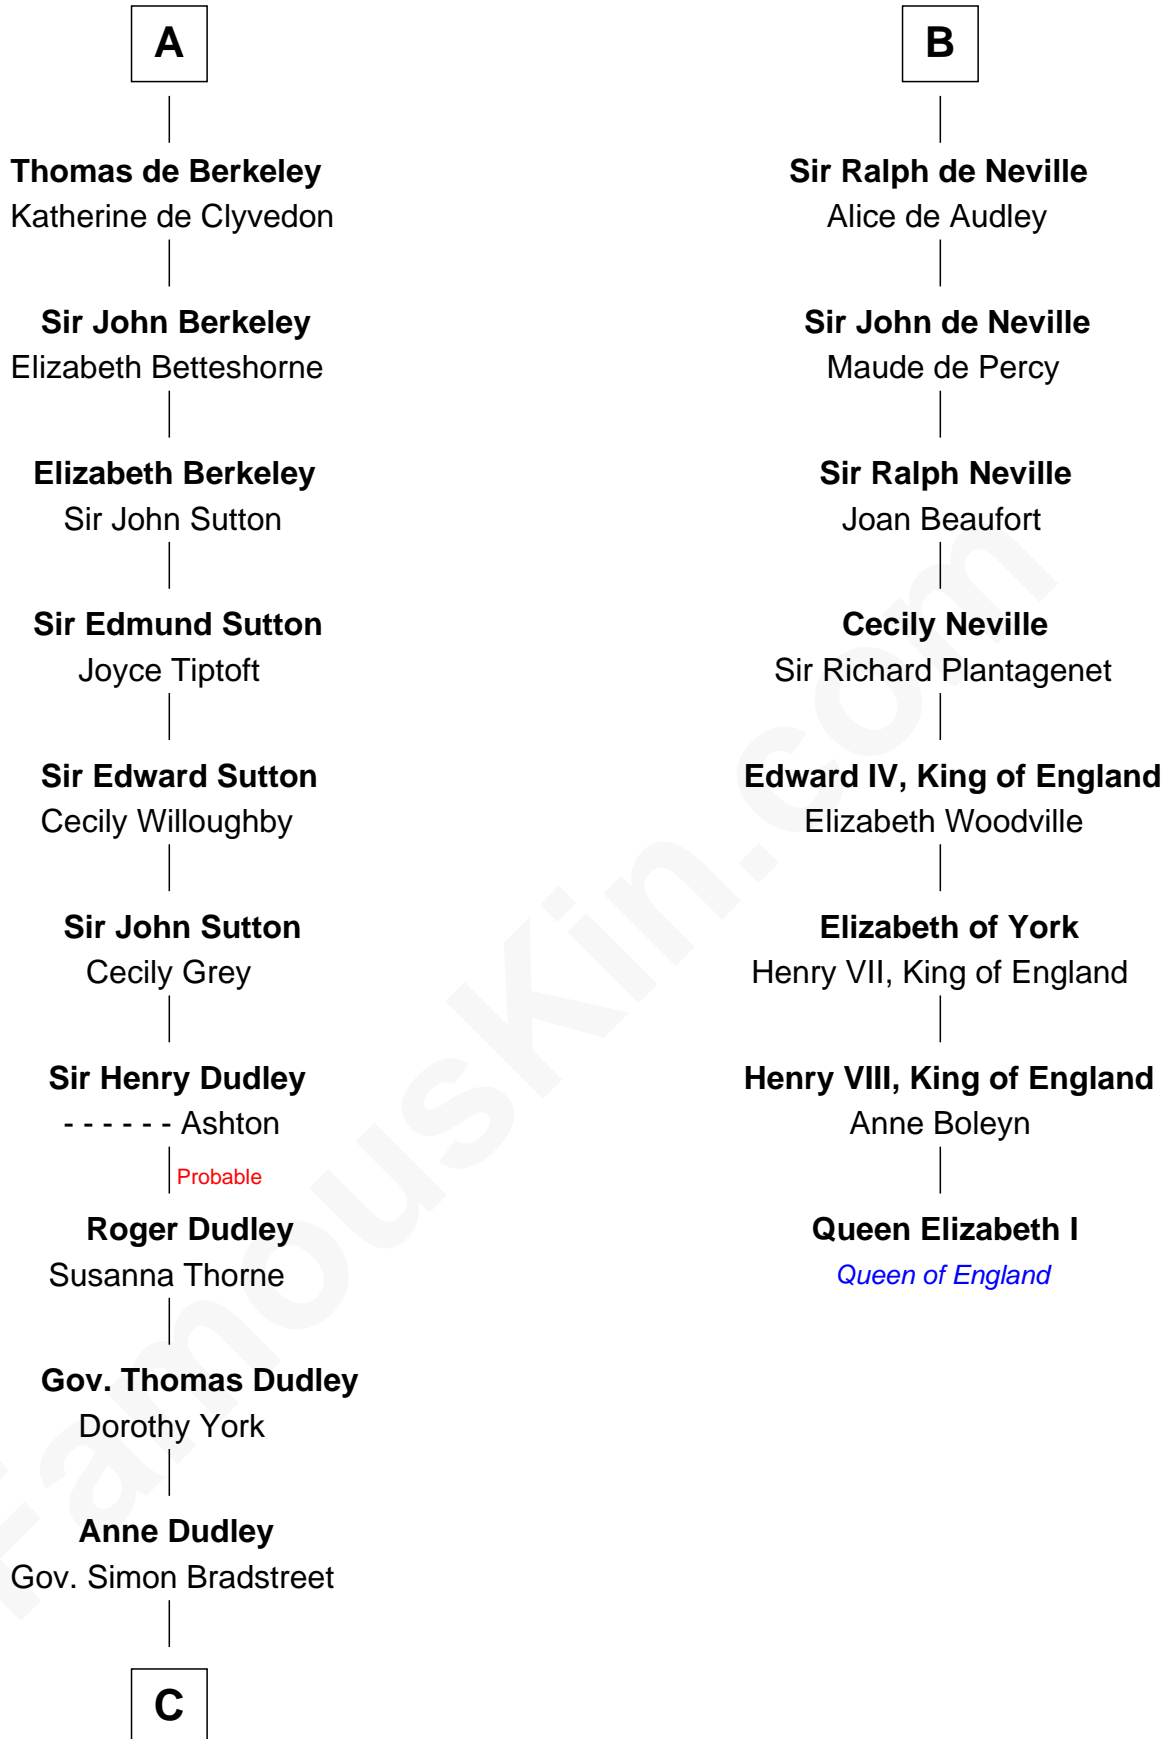 A
Thomas de Berkeley
Katherine de Clyvedon
Sir John Berkeley
Elizabeth Betteshorne
Elizabeth Berkeley
Sir John Sutton
Sir Edmund Sutton
Joyce Tiptoft
Sir Edward Sutton
Cecily Willoughby
Sir John Sutton
Cecily Grey
Sir Henry Dudley
- - - - - - Ashton
Probable
Roger Dudley
Susanna Thorne
Gov. Thomas Dudley
Dorothy York
Anne Dudley
Gov. Simon Bradstreet
C
B
Sir Ralph de Neville
Alice de Audley
Sir John de Neville
Maude de Percy
Sir Ralph Neville
Joan Beaufort
Cecily Neville
Sir Richard Plantagenet
Edward IV, King of England
Elizabeth Woodville
Elizabeth of York
Henry VII, King of England
Henry VIII, King of England
Anne Boleyn
Queen Elizabeth I
Queen of England
FamousKin.com